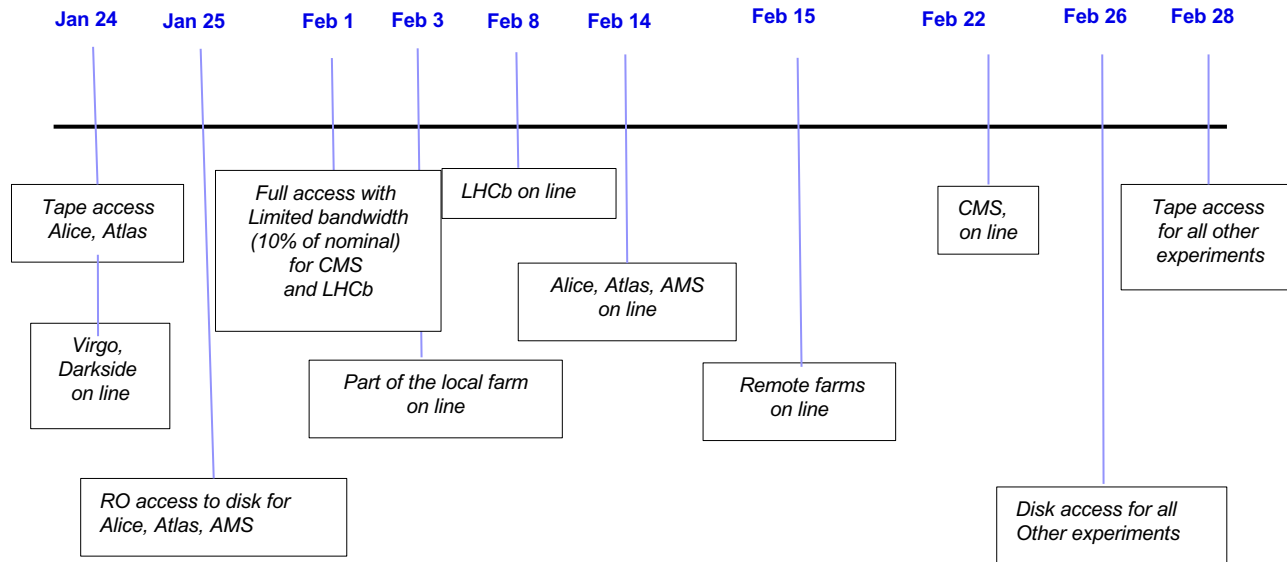 Jan 24
Jan 25
Feb 1
Feb 3
Feb 8
Feb 14
Feb 15
Feb 22
Feb 26
Feb 28
Tape access
Alice, Atlas
Virgo,
Darkside
on line
RO access to disk for
Alice, Atlas, AMS
Full access with
Limited bandwidth
(10% of nominal)
for CMS
and LHCb
Part of the local farm
on line
LHCb on line
Alice, Atlas, AMS
on line
Remote farms
on line
CMS,
on line
Disk access for all
Other experiments
Tape access
for all other
experiments